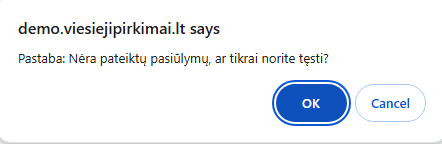 demo.viesiejipirkimai.lt says
Pastaba: Nėra pateiktų pasiūlymų, ar tikrai norite tęsti?
OK
Cancel